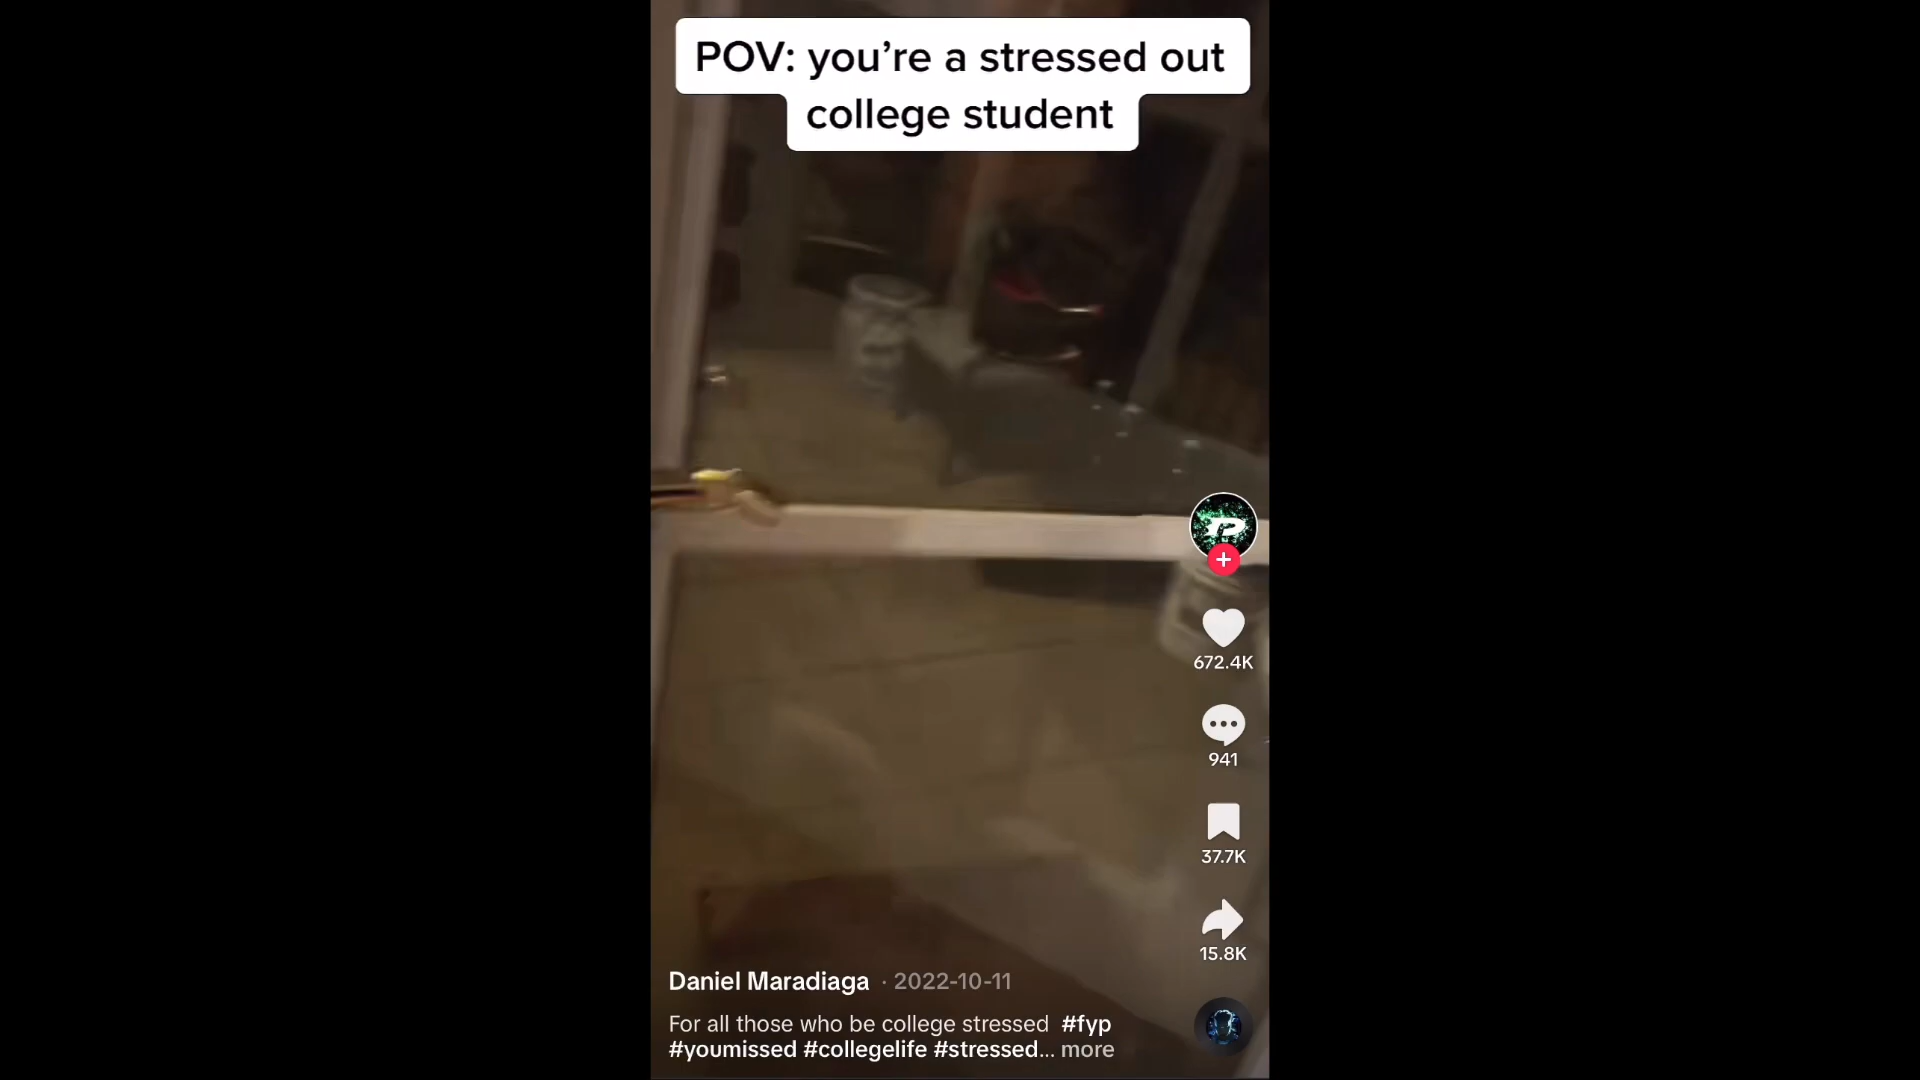 POV: you’re a stressed out
college student
672.4K
941
37.7K
15.8K
Daniel Maradiaga · 2022-10-11
For all those who be college stressed #fyp
#youmissed #collegelife #stressed... more